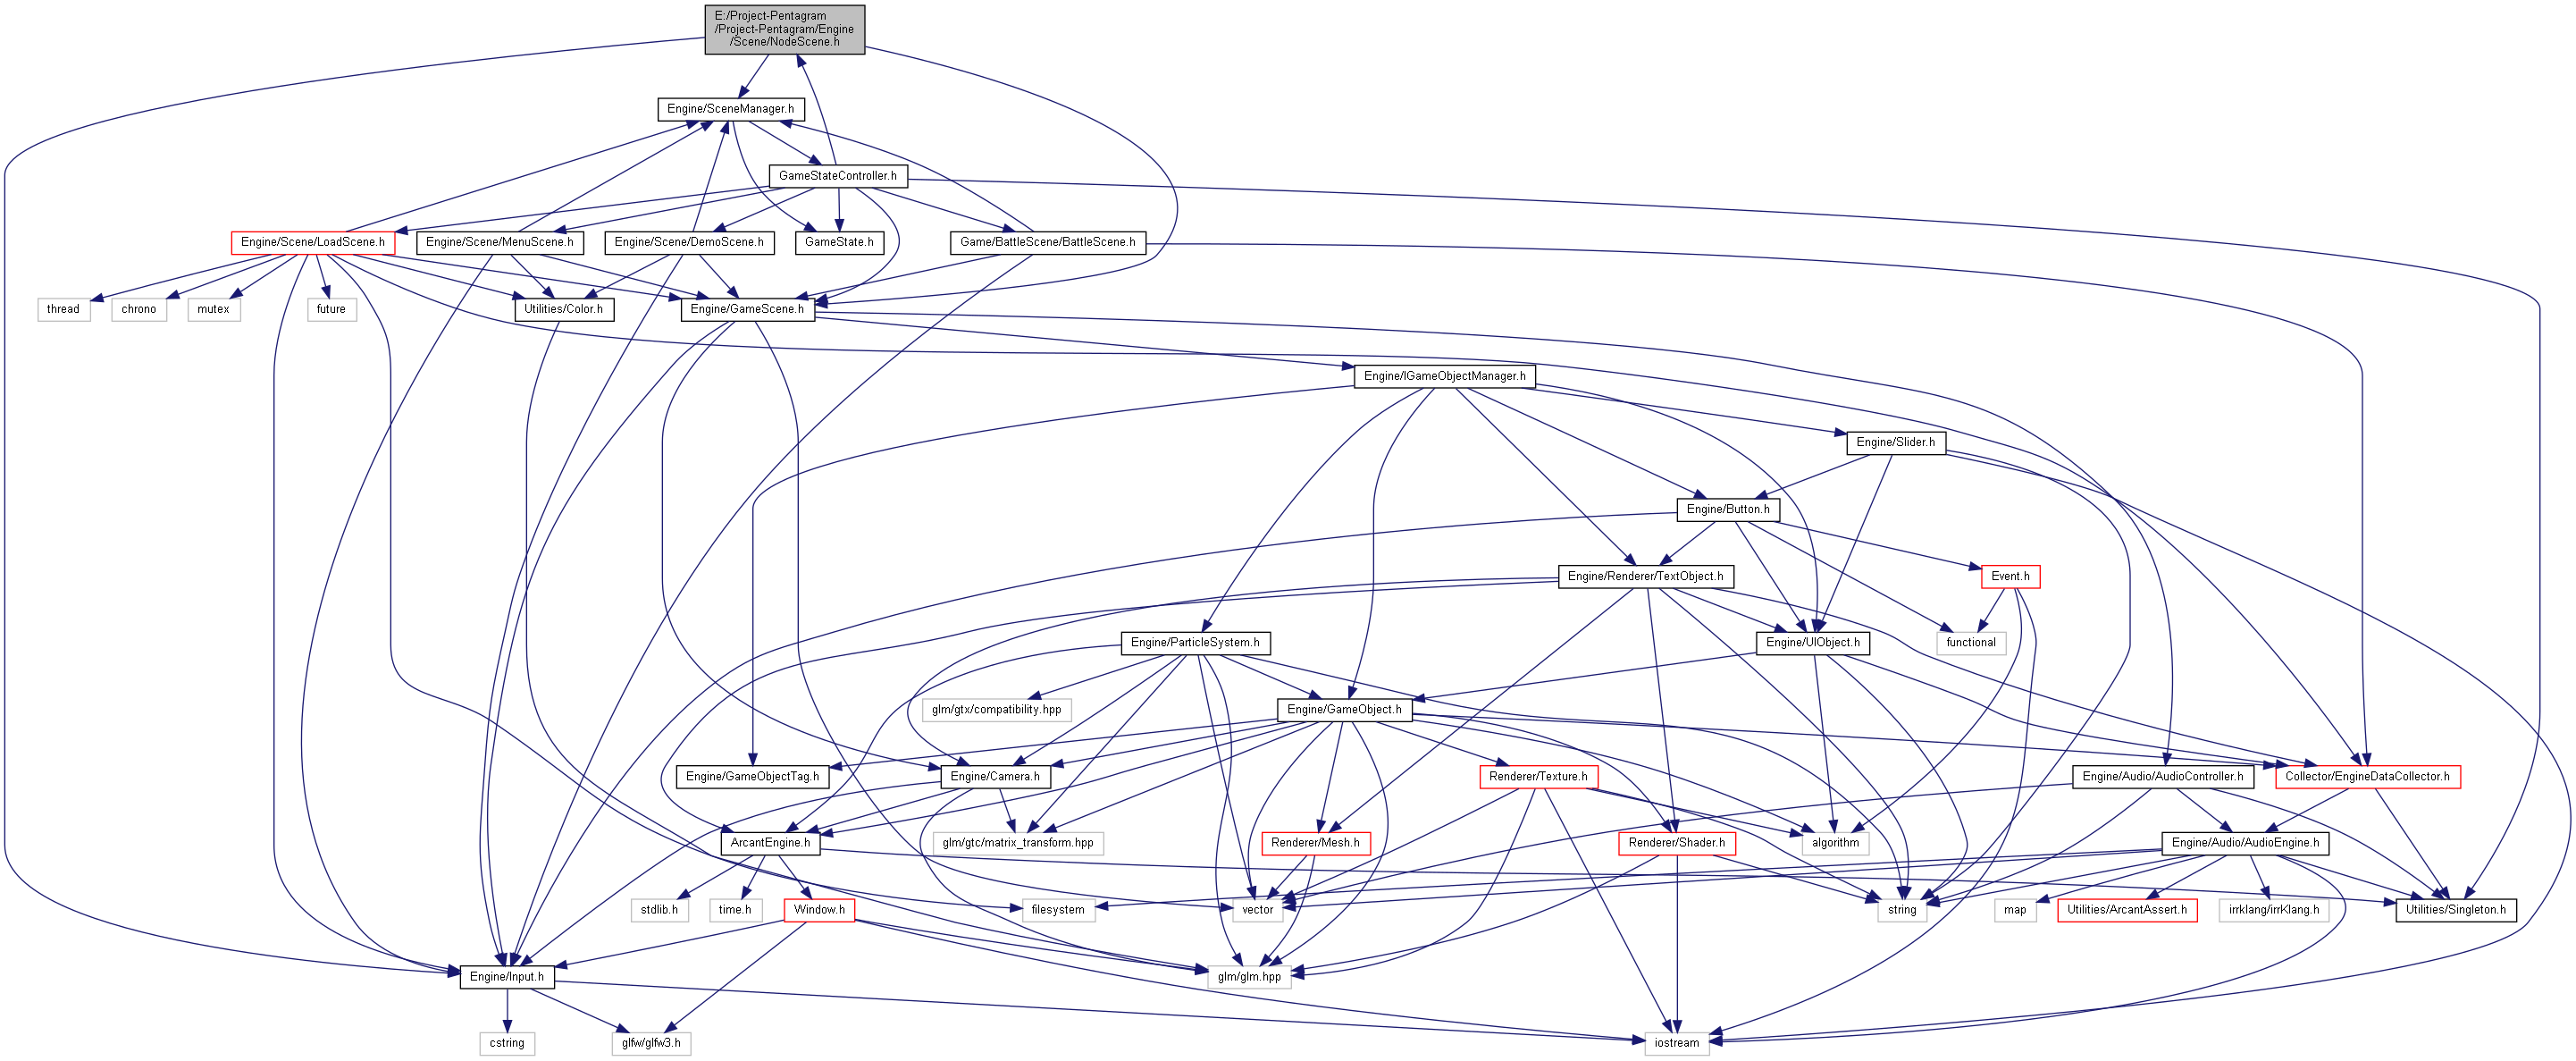 E:/Project-Pentagram
/Project-Pentagram/Engine
/Scene/NodeScene.h
Engine/SceneManager.h
GameStateController.h
Engine/Scene/LoadScene.h
Engine/Scene/MenuScene.h
Engine/Scene/DemoScene.h
GameState.h
Game/BattleScene/BattleScene.h
thread
chrono
mutex
future
Utilities/Color.h
Engine/GameScene.h
Engine/IGameObjectManager.h
Engine/Slider.h
Engine/Button.h
Engine/Renderer/TextObject.h
Event.h
Engine/ParticleSystem.h
Engine/UIObject.h
functional
glm/gtx/compatibility.hpp
Engine/GameObject.h
Engine/GameObjectTag.h
Engine/Camera.h
Renderer/Texture.h
Engine/Audio/AudioController.h
Collector/EngineDataCollector.h
ArcantEngine.h
glm/gtc/matrix_transform.hpp
Renderer/Mesh.h
Renderer/Shader.h
algorithm
Engine/Audio/AudioEngine.h
stdlib.h
time.h
Window.h
filesystem
vector
string
map
Utilities/ArcantAssert.h
irrklang/irrKlang.h
Utilities/Singleton.h
Engine/Input.h
glm/glm.hpp
cstring
glfw/glfw3.h
iostream